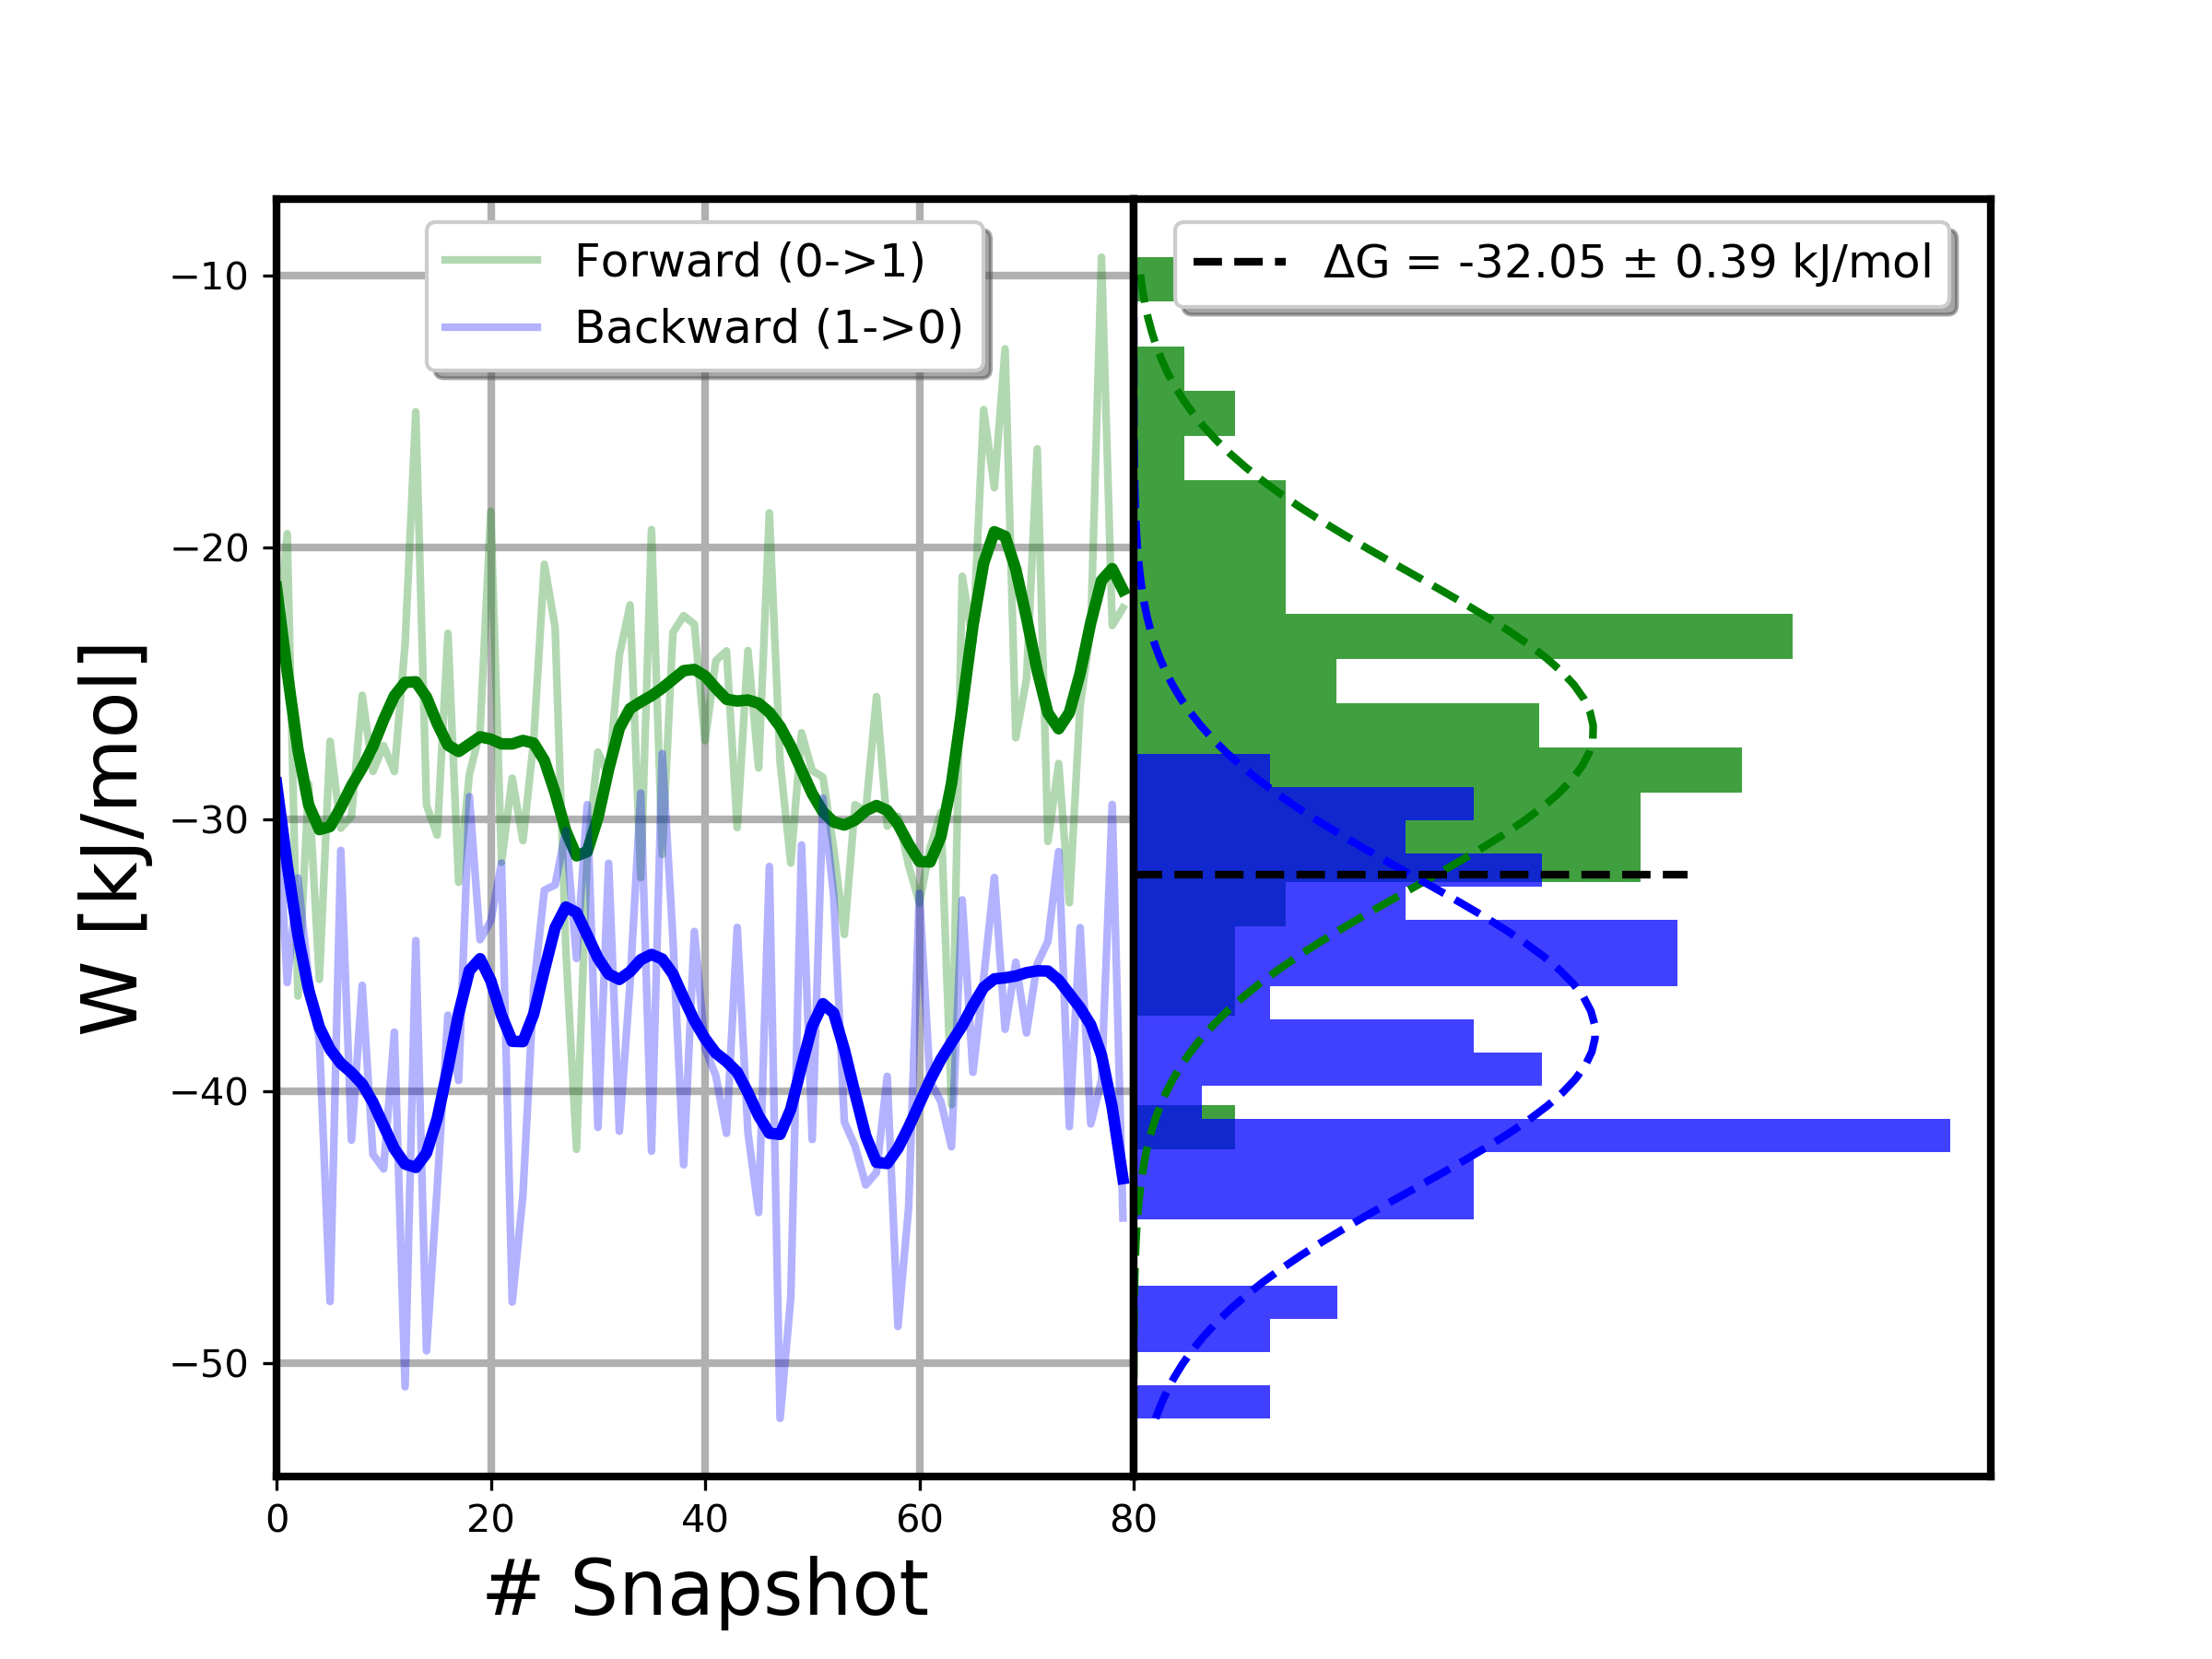 Forward (0->1)
Backward (1->0)
ΔG = -32.05 ± 0.39 kJ/mol
W [kJ/mol]
−10
−20
−30
−40
−50
0 20 40 60 80
# Snapshot